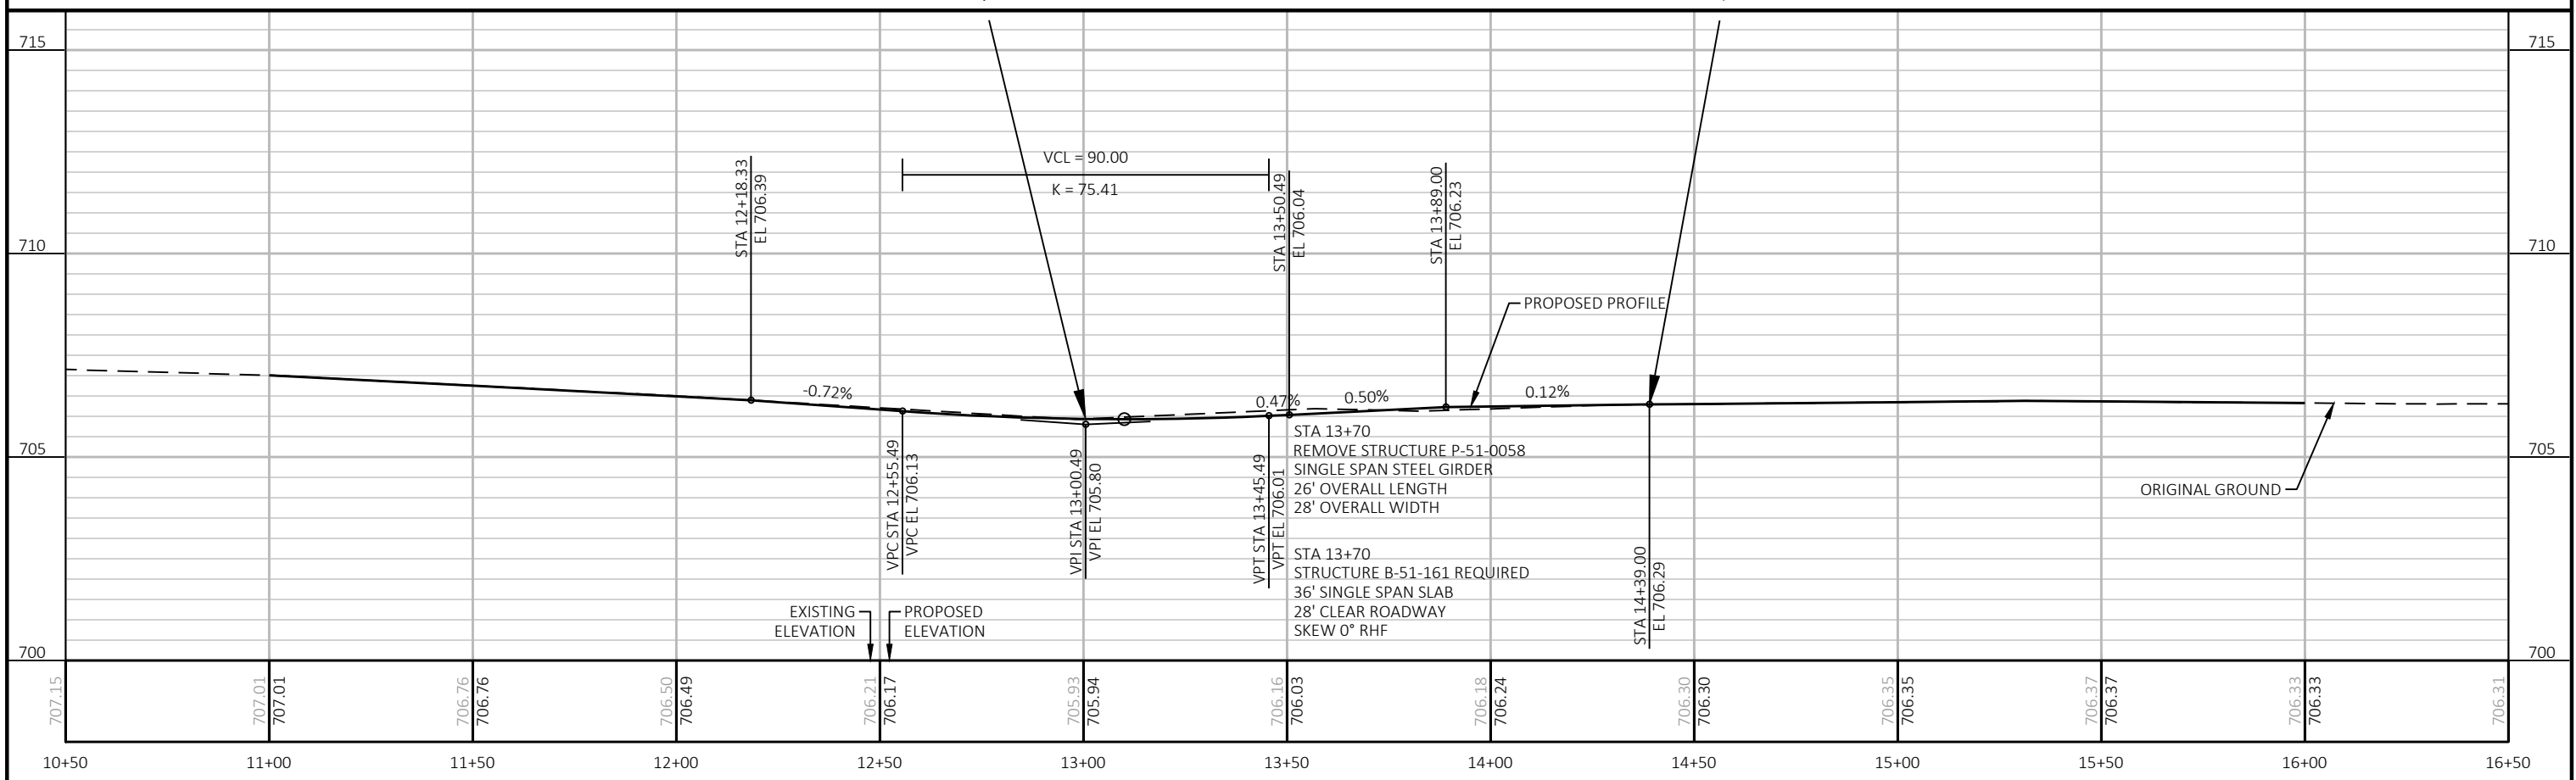 715
715
VCL = 90.00
K = 75.41
STA 12+18.33
EL 706.39
STA 13+50.49
EL 706.04
STA 13+89.00
EL 706.23
710
710
PROPOSED PROFILE
-0.72%
0.47%
0.50%
0.12%
705
705
VPC STA 12+55.49
VPC EL 706.13
VPI STA 13+00.49
VPI EL 705.80
VPT STA 13+45.49
VPT EL 706.01
STA 13+70
REMOVE STRUCTURE P-51-0058
SINGLE SPAN STEEL GIRDER
26' OVERALL LENGTH
28' OVERALL WIDTH
STA 13+70
STRUCTURE B-51-161 REQUIRED
36' SINGLE SPAN SLAB
28' CLEAR ROADWAY
SKEW 0° RHF
STA 14+39.00
EL 706.29
ORIGINAL GROUND
EXISTING
ELEVATION
PROPOSED
ELEVATION
700
700
707.15
707.01
707.01
706.76
706.76
706.50
706.49
706.21
706.17
705.93
705.94
706.16
706.03
706.18
706.24
706.30
706.30
706.35
706.35
706.37
706.37
706.33
706.33
706.31
10+50
11+00
11+50
12+00
12+50
13+00
13+50
14+00
14+50
15+00
15+50
16+00
16+50